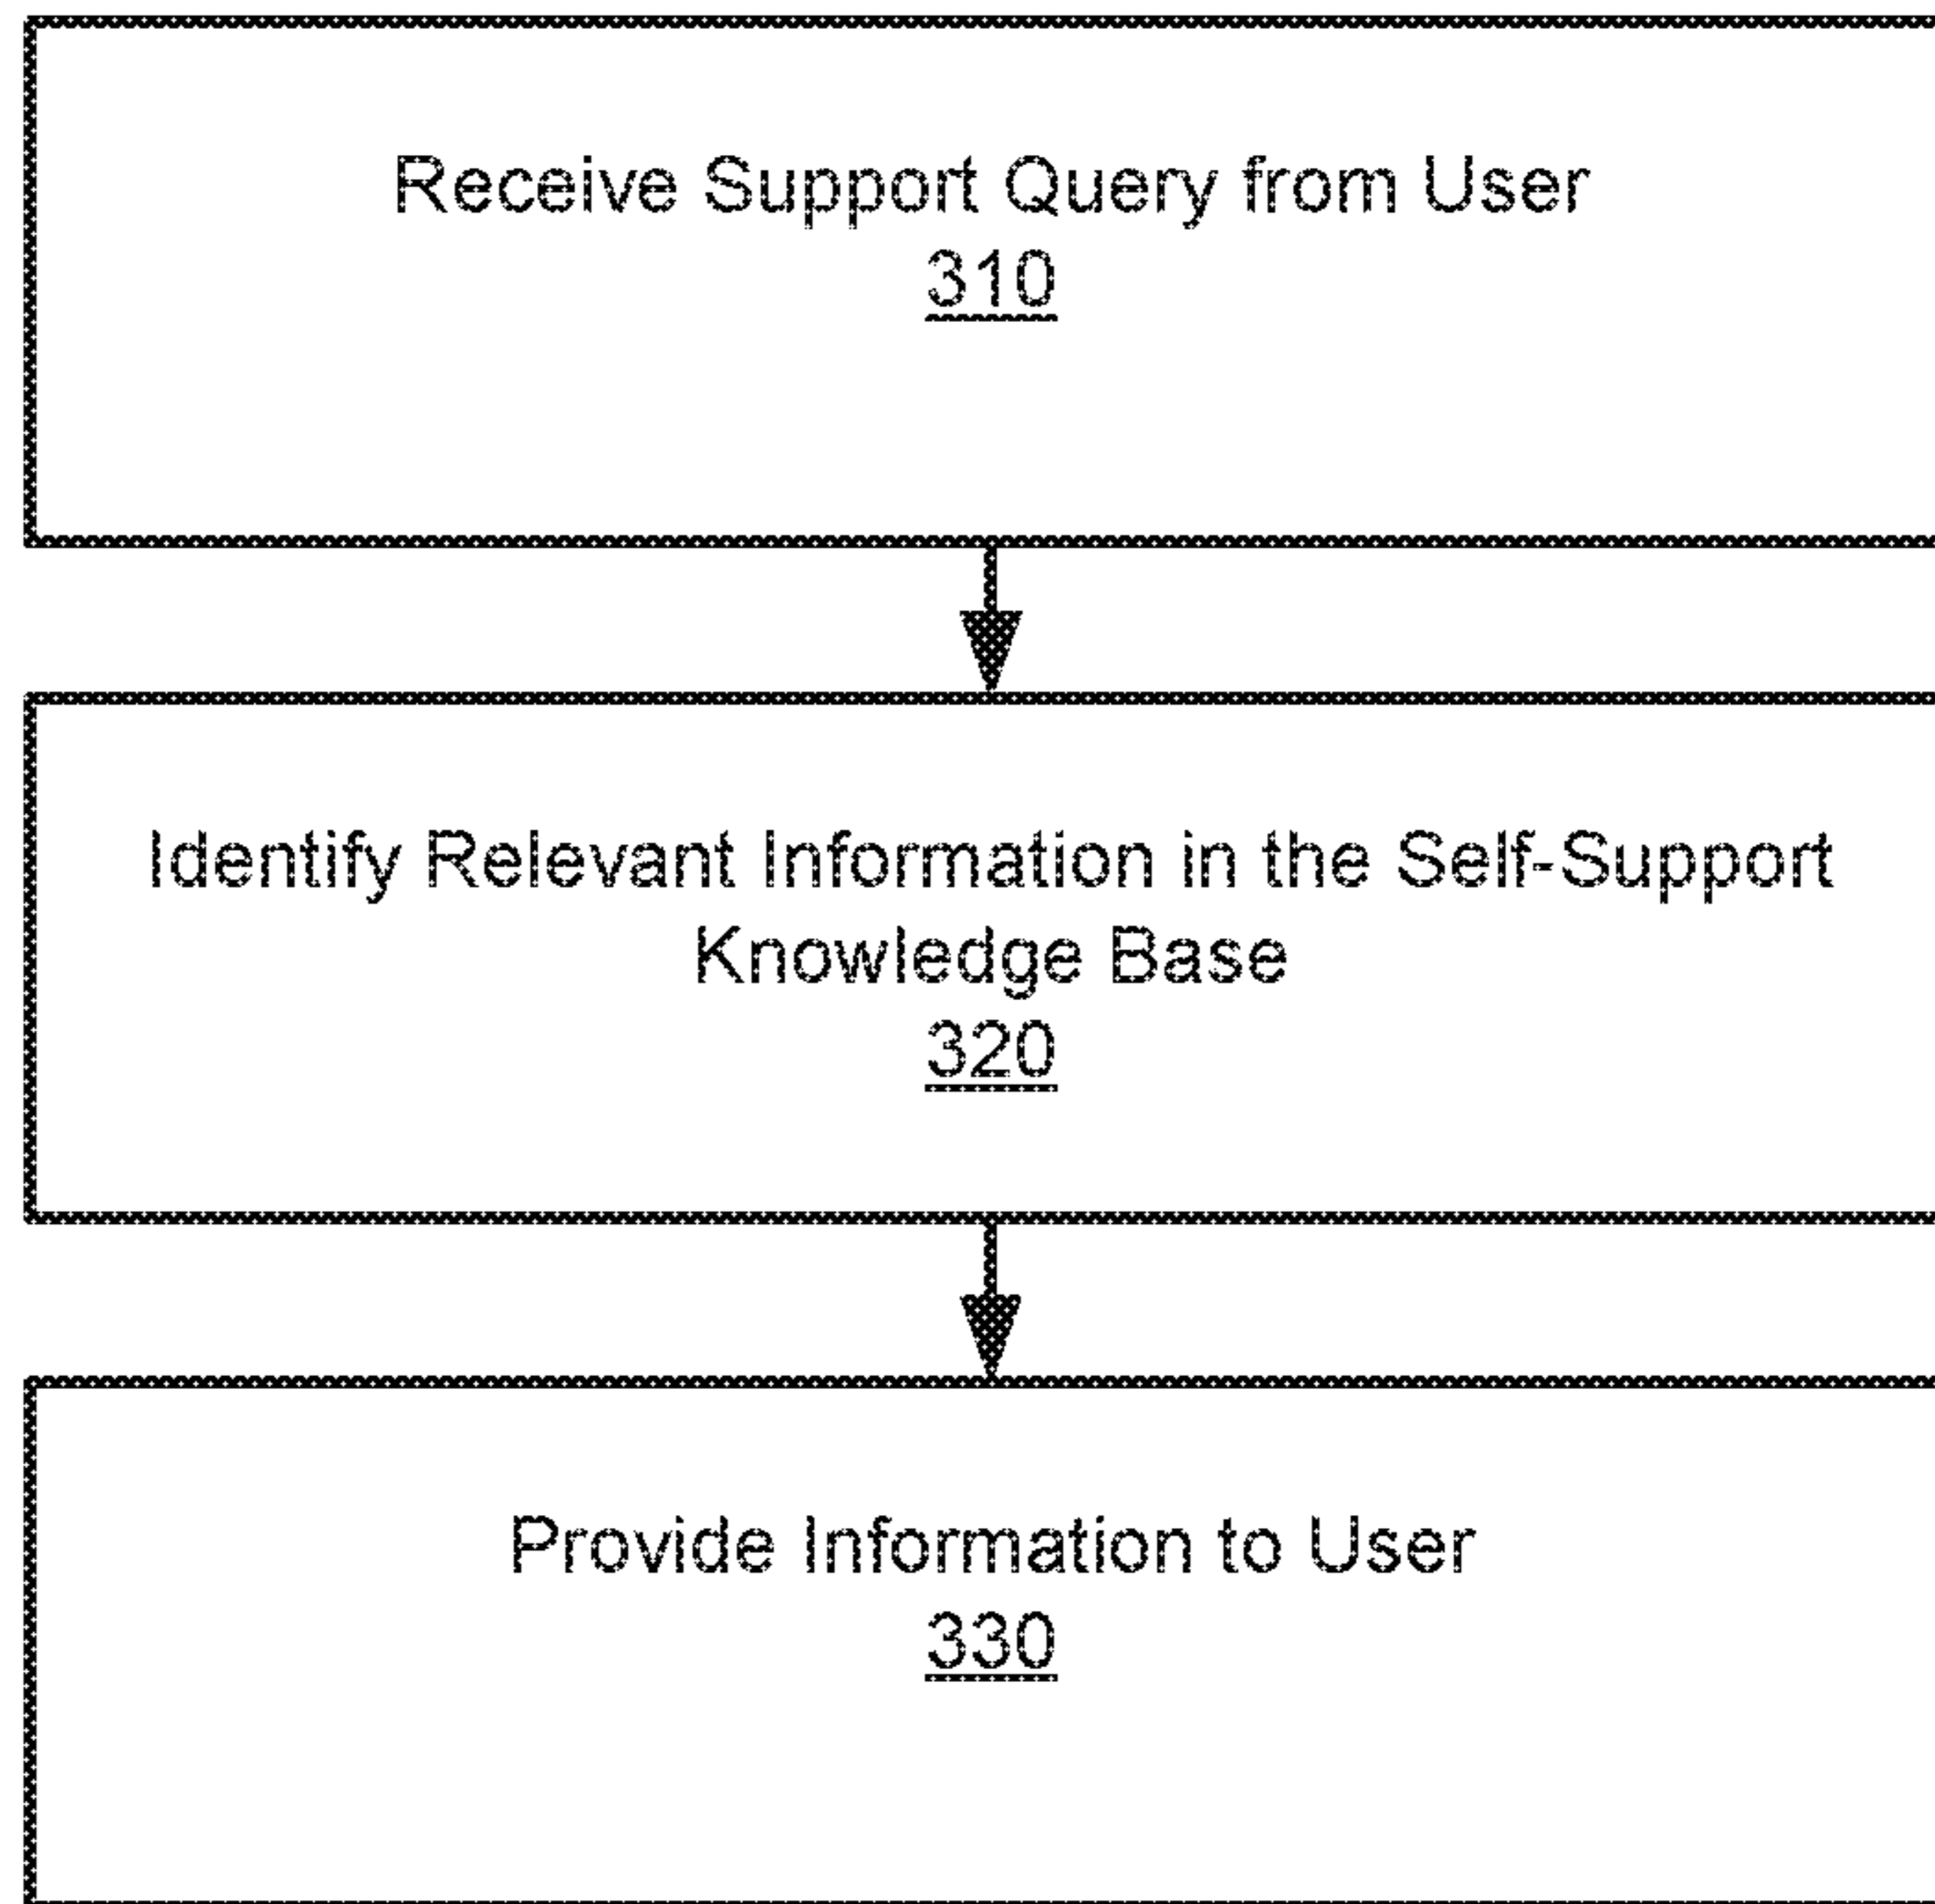 Receive Support Query from User
310
Identify Relevant Information in the Self-Support
Knowledge Base
320
Provide Information to User
330